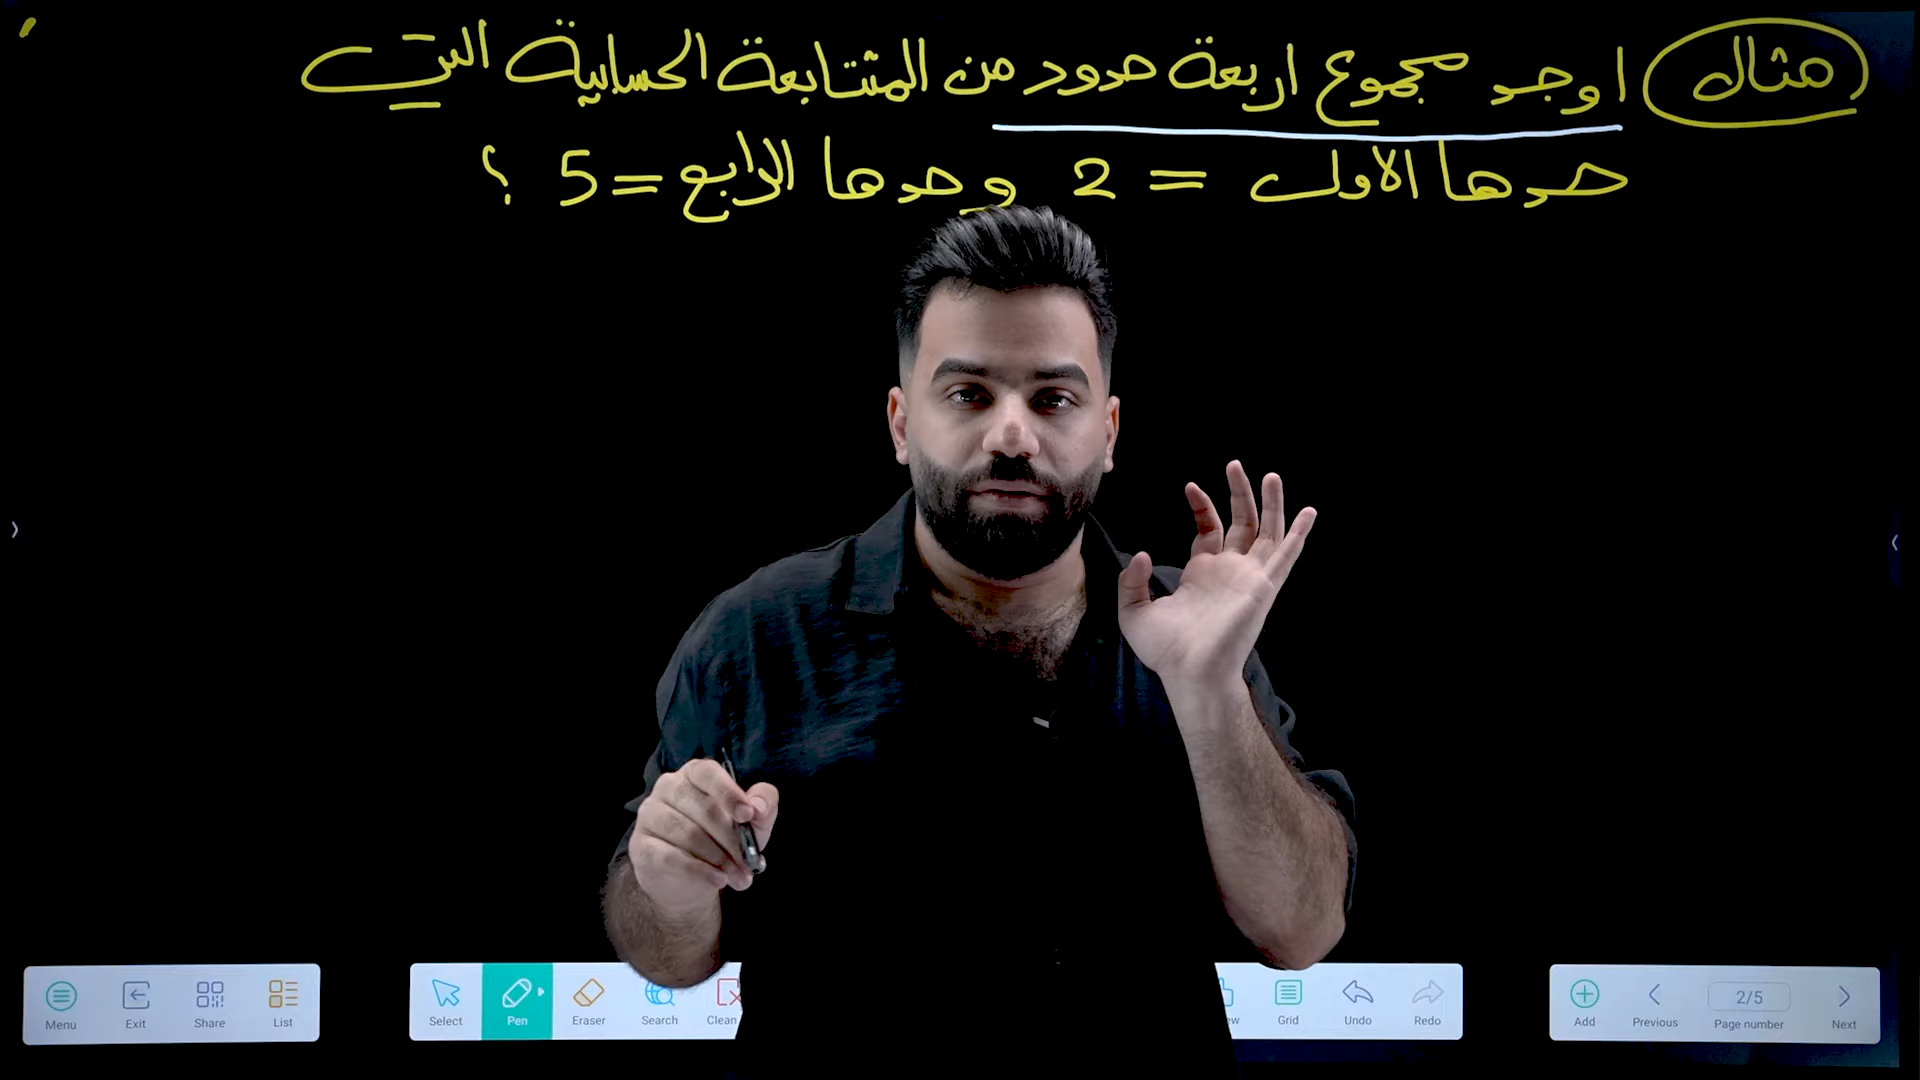 مثال اوجد مجموع اربعة حدود من المتتابعة الحسابية التي
حدها الاول = 2 وحدها الرابع = 5 ؟
Menu Exit Share List Select Pen Eraser Search Clean Grid Undo Redo Add Previous 2/5 Page number Next